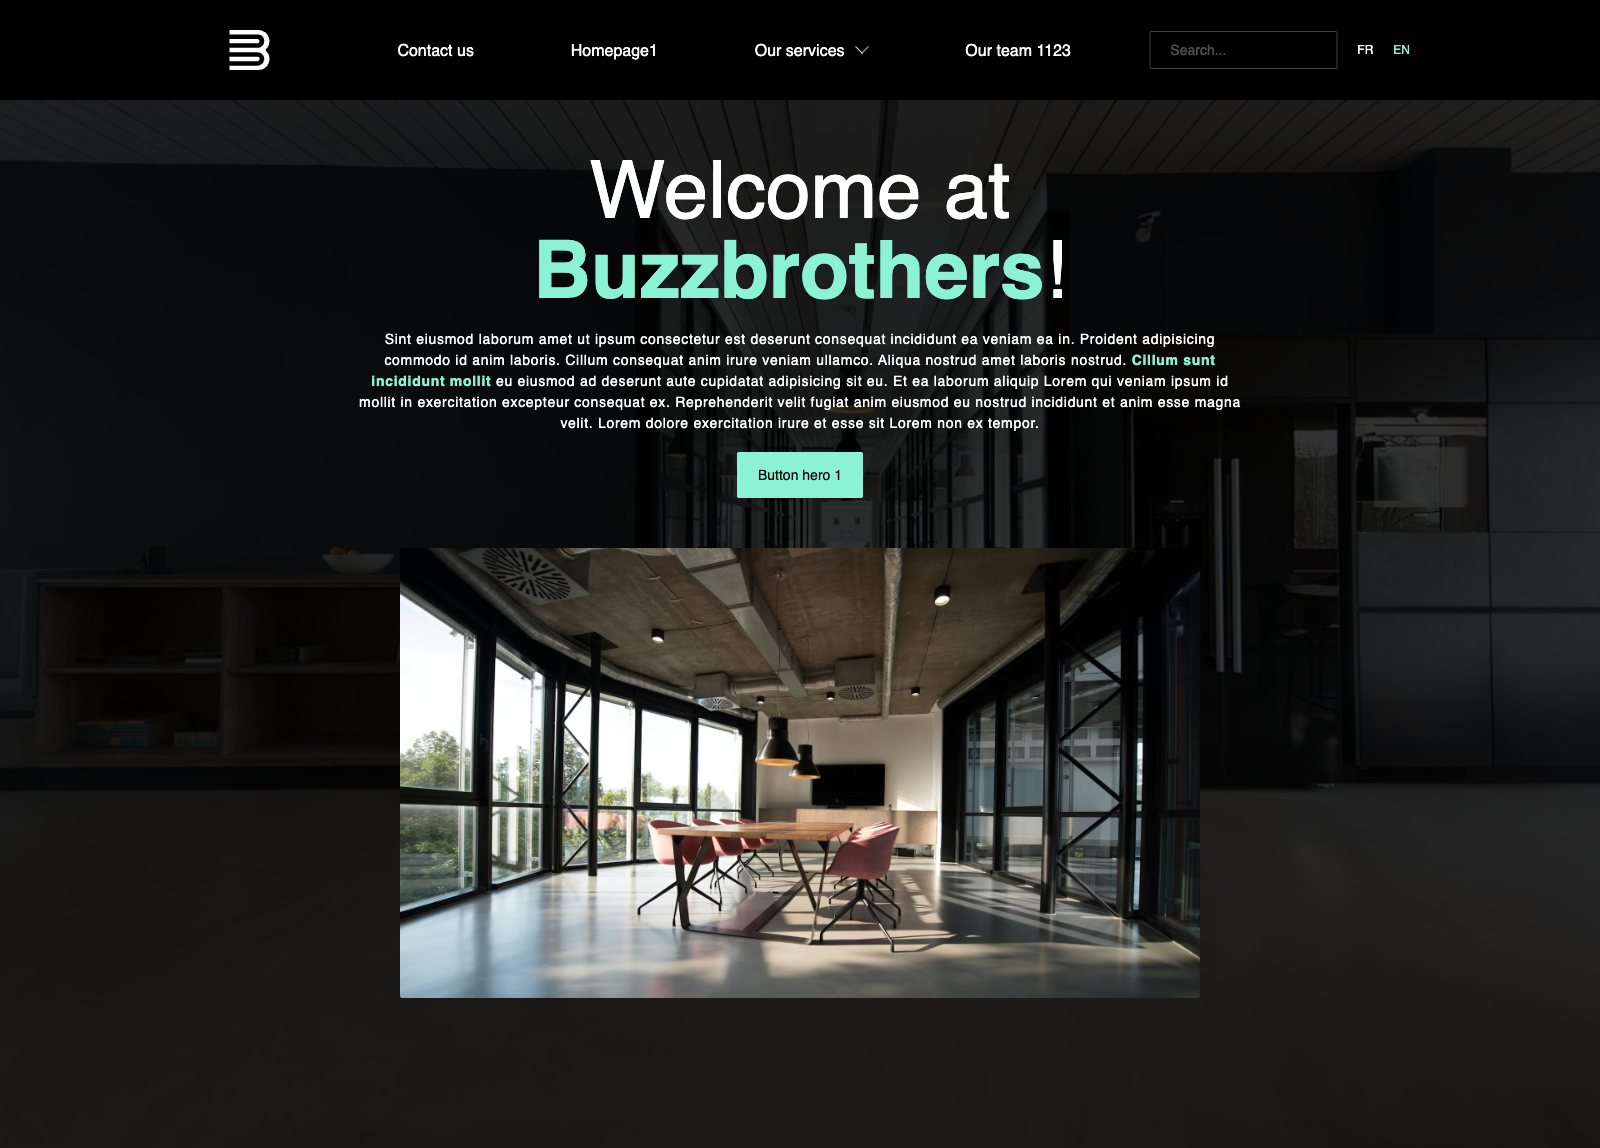 Contact us
Homepage1
Our services
Our team 1123
Search...
FR
EN
Welcome at
Buzzbrothers!
Sint eiusmod laborum amet ut ipsum consectetur est deserunt consequat incididunt ea veniam ea in. Proident adipisicing
commodo id anim laboris. Cillum consequat anim irure veniam ullamco. Aliqua nostrud amet laboris nostrud. Cillum sunt
incididunt mollit eu eiusmod ad deserunt aute cupidatat adipisicing sit eu. Et ea laborum aliquip Lorem qui veniam ipsum id
mollit in exercitation excepteur consequat ex. Reprehenderit velit fugiat anim eiusmod eu nostrud incididunt et anim esse magna
velit. Lorem dolore exercitation irure et esse sit Lorem non ex tempor.
Button hero 1